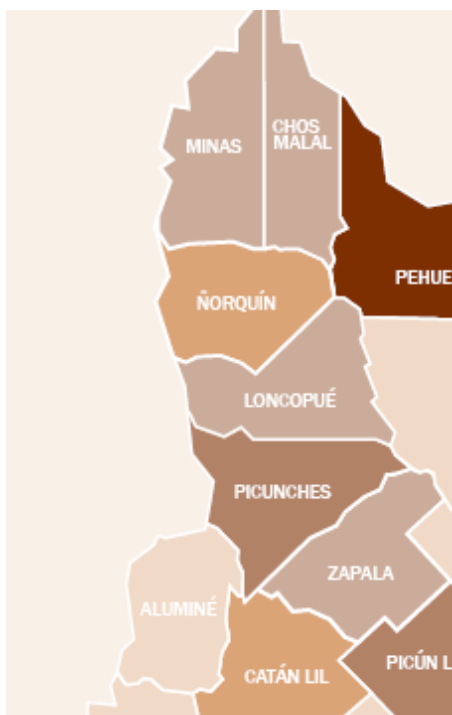 MINAS
CHOS
MALAL
PEHUE
ÑORQUÍN
LONCOPUÉ
PICUNCHES
ZAPALA
ALUMINÉ
CATÁN LIL
PICÚN L